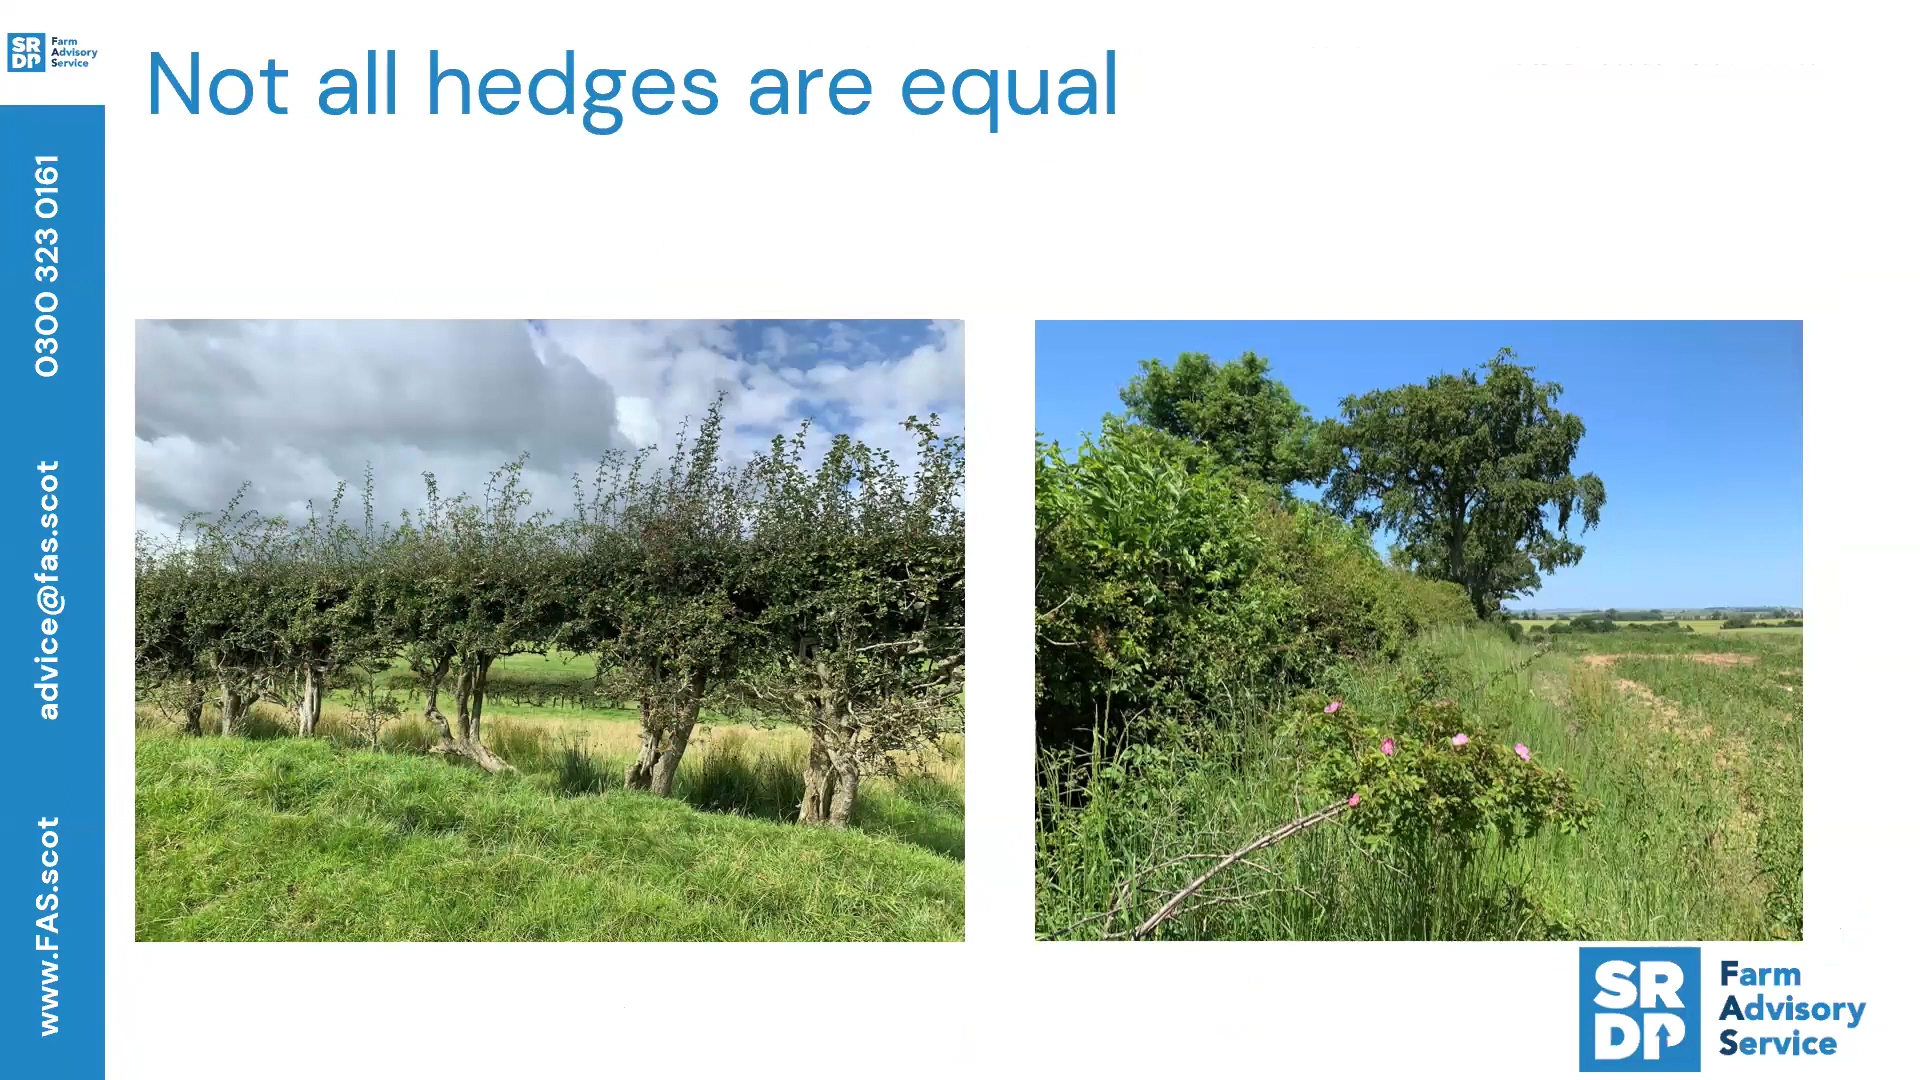 SR
DP
Farm
Advisory
Service
Not all hedges are equal
0300 323 0161
advice@fas.scot
www.FAS.scot
SR
DP
Farm
Advisory
Service